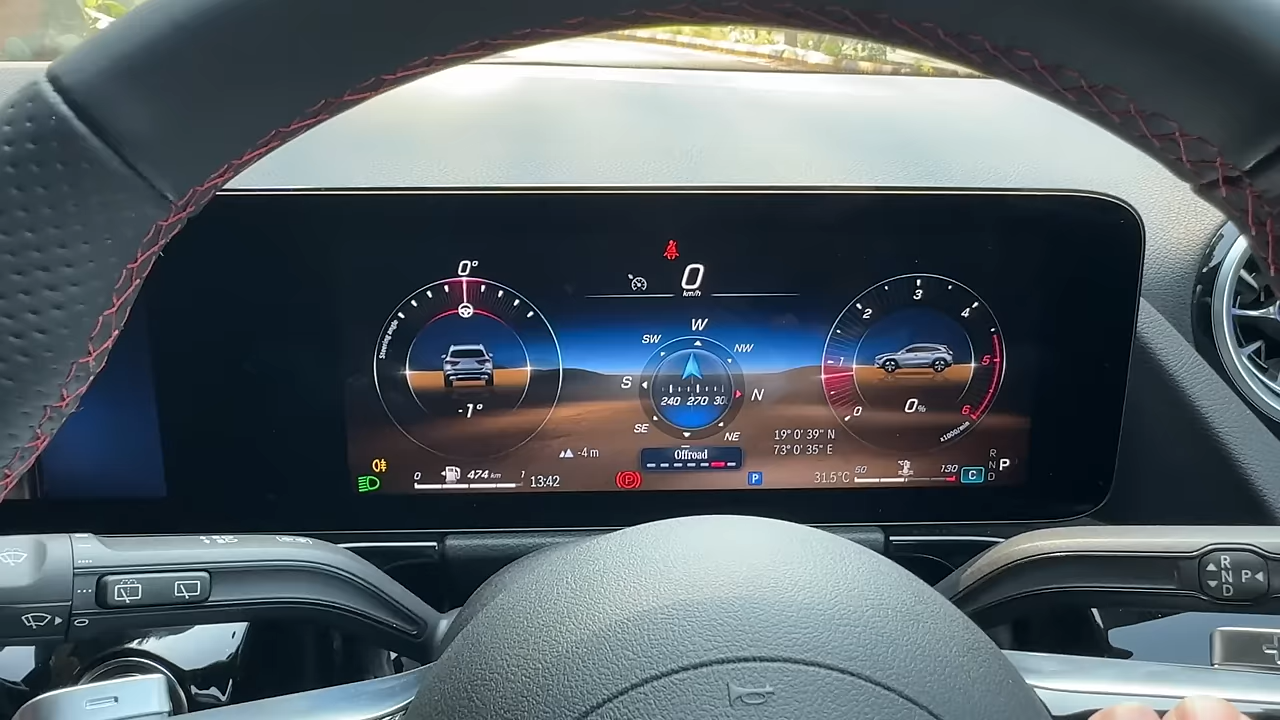 0°
0
km/h
Steering angle
-1°
W
SW
NW
S
N
SE
NE
240 270 30
3
2
4
1
5
0
6
x1000/min
0%
19° 0' 39" N
73° 0' 35" E
-4 m
Offroad
0 474 km 1
13:42
P
P
31.5°C
50
130
C
R
N P
D
R
N P
D